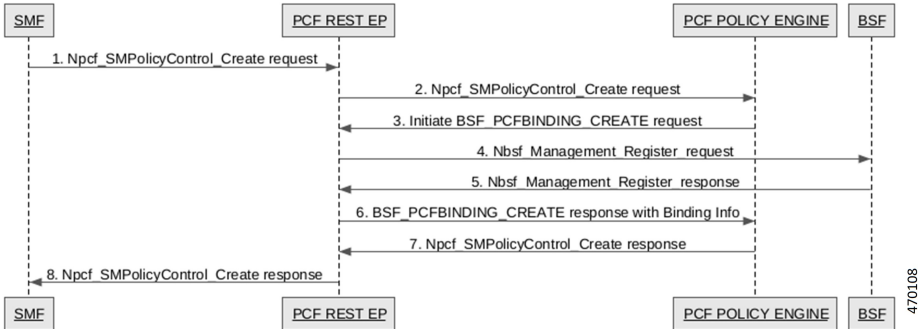 SMF PCF REST EP PCF POLICY ENGINE BSF
1. Npcf_SMPolicyControl_Create request
2. Npcf_SMPolicyControl_Create request
3. Initiate BSF_PCFBINDING_CREATE request
4. Nbsf_Management_Register_request
5. Nbsf_Management_Register_response
6. BSF_PCFBINDING_CREATE response with Binding Info
7. Npcf_SMPolicyControl_Create response
8. Npcf_SMPolicyControl_Create response
SMF PCF REST EP PCF POLICY ENGINE BSF
470108